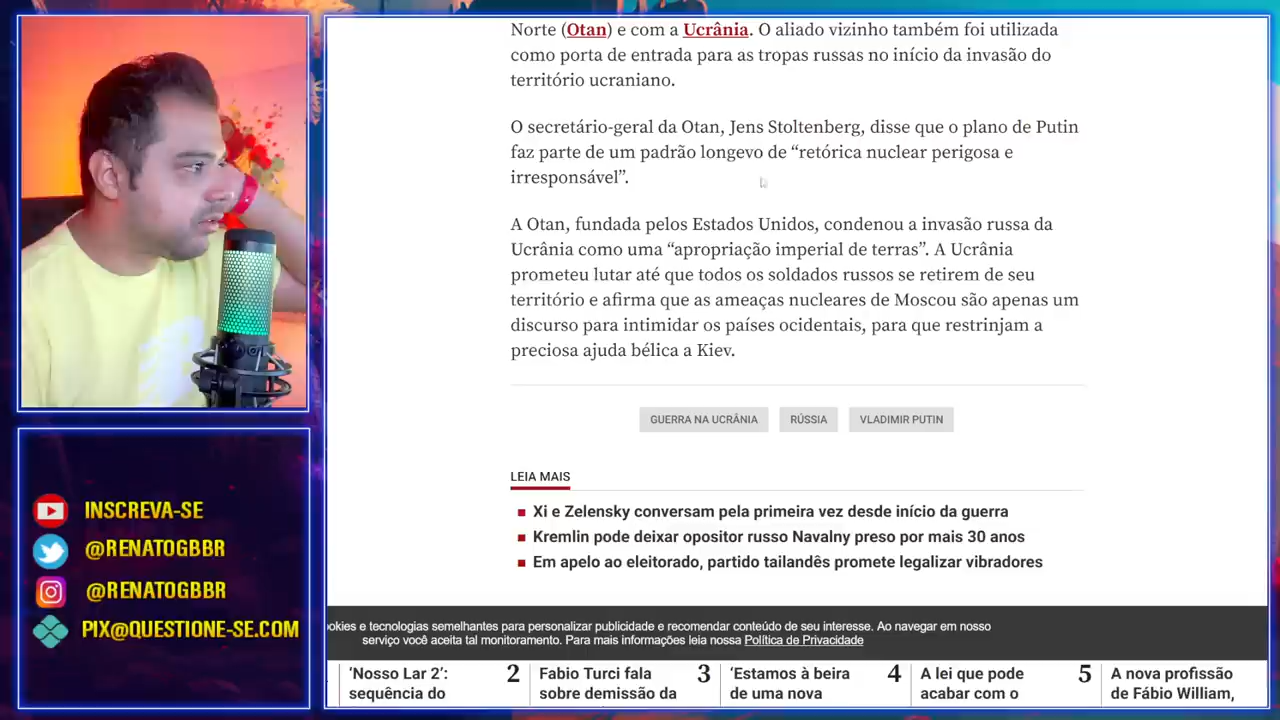 Norte (Otan) e com a Ucrânia. O aliado vizinho também foi utilizada
como porta de entrada para as tropas russas no início da invasão do
território ucraniano.
O secretário-geral da Otan, Jens Stoltenberg, disse que o plano de Putin
faz parte de um padrão longevo de “retórica nuclear perigosa e
irresponsável”.
A Otan, fundada pelos Estados Unidos, condenou a invasão russa da
Ucrânia como uma “apropriação imperial de terras”. A Ucrânia
prometeu lutar até que todos os soldados russos se retirem de seu
território e afirma que as ameaças nucleares de Moscou são apenas um
discurso para intimidar os países ocidentais, para que restrinjam a
preciosa ajuda bélica a Kiev.
GUERRA NA UCRÂNIA RÚSSIA VLADIMIR PUTIN
LEIA MAIS
Xi e Zelensky conversam pela primeira vez desde início da guerra
Kremlin pode deixar opositor russo Navalny preso por mais 30 anos
Em apelo ao eleitorado, partido tailandês promete legalizar vibradores
ookies e tecnologias semelhantes para personalizar publicidade e recomendar conteúdo de seu interesse. Ao navegar em nosso
serviço você aceita tal monitoramento. Para mais informações leia nossa Política de Privacidade
‘Nosso Lar 2’:
sequência do
2 Fabio Turci fala
sobre demissão da
3 ‘Estamos à beira
de uma nova
4 A lei que pode
acabar com o
5 A nova profissão
de Fábio William,
INSCREVA-SE
@RENATOGBBR
@RENATOGBBR
PIX@QUESTIONE-SE.COM